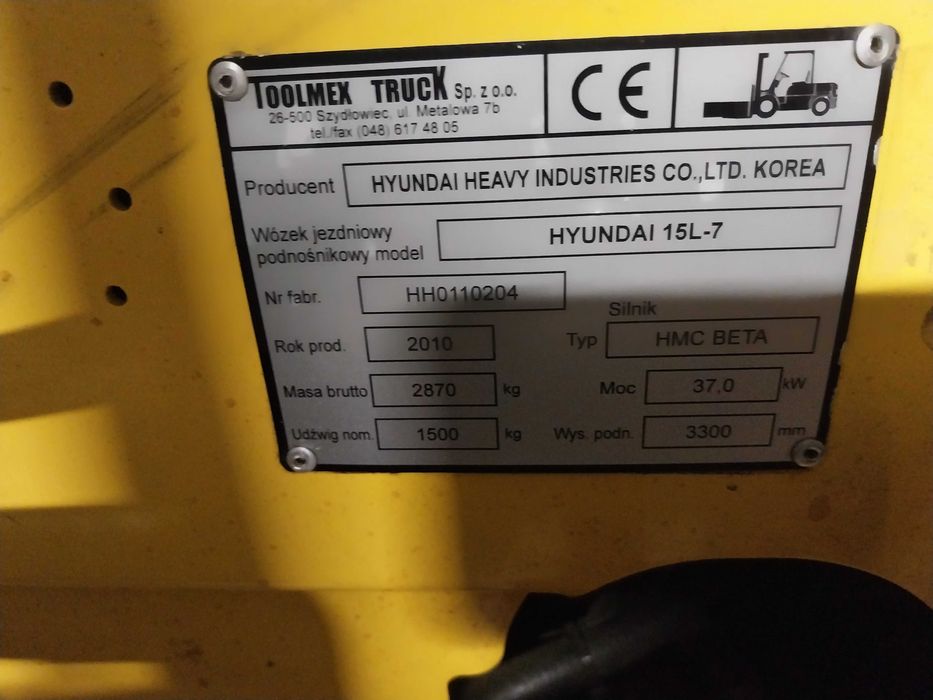 TOOLMEX TRUCK Sp. z o.o.
26-500 Szydłowiec, ul. Metalowa 7b
tel./fax (048) 617 48 05
CE
Producent HYUNDAI HEAVY INDUSTRIES CO.,LTD. KOREA
Wózek jezdniowy
podnośnikowy model HYUNDAI 15L-7
Nr fabr. HH0110204
Silnik
Rok prod. 2010 Typ HMC BETA
Masa brutto 2870 kg Moc 37,0 kW
Udźwig nom. 1500 kg Wys. podn. 3300 mm